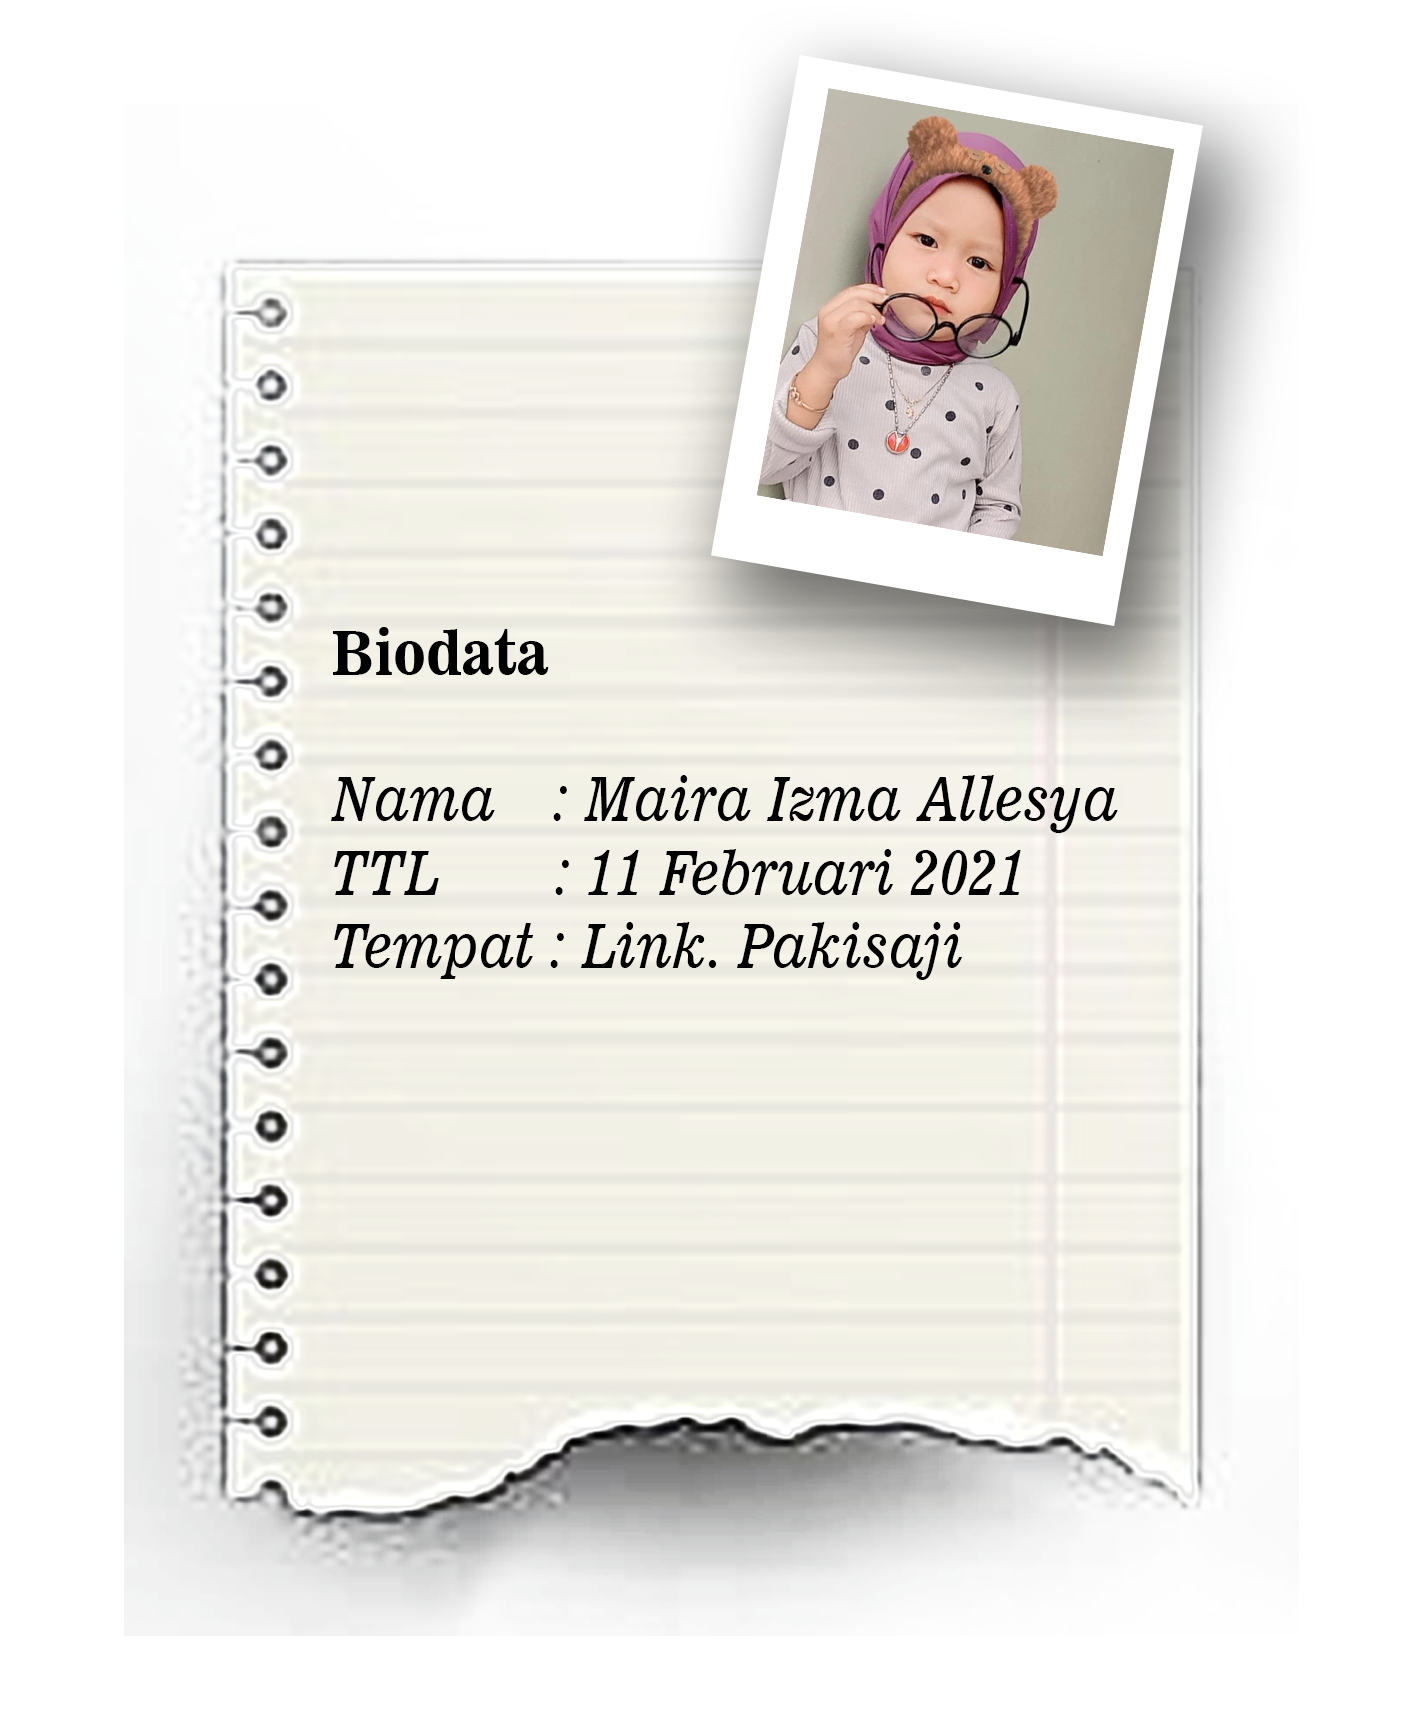 Biodata
Nama : Maira Izma Allesya
TTL : 11 Februari 2021
Tempat : Link. Pakisaji